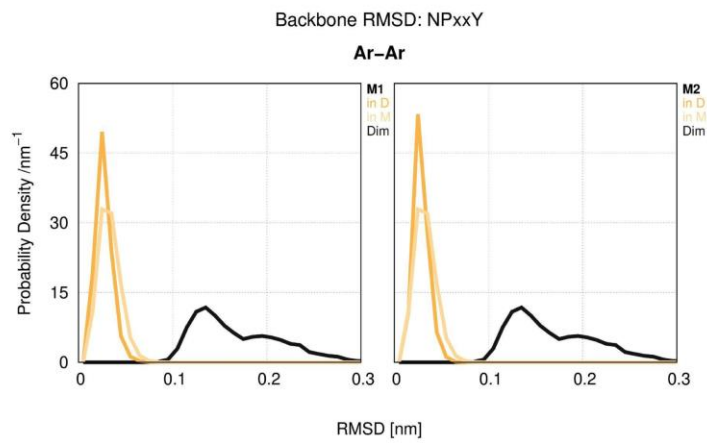 Backbone RMSD: NPxxY
Ar−Ar
Probability Density /nm⁻¹
60
45
30
15
0
0
0.1
0.2
0.3
M1
in D
in M
Dim
0
0.1
0.2
0.3
M2
in D
in M
Dim
RMSD [nm]